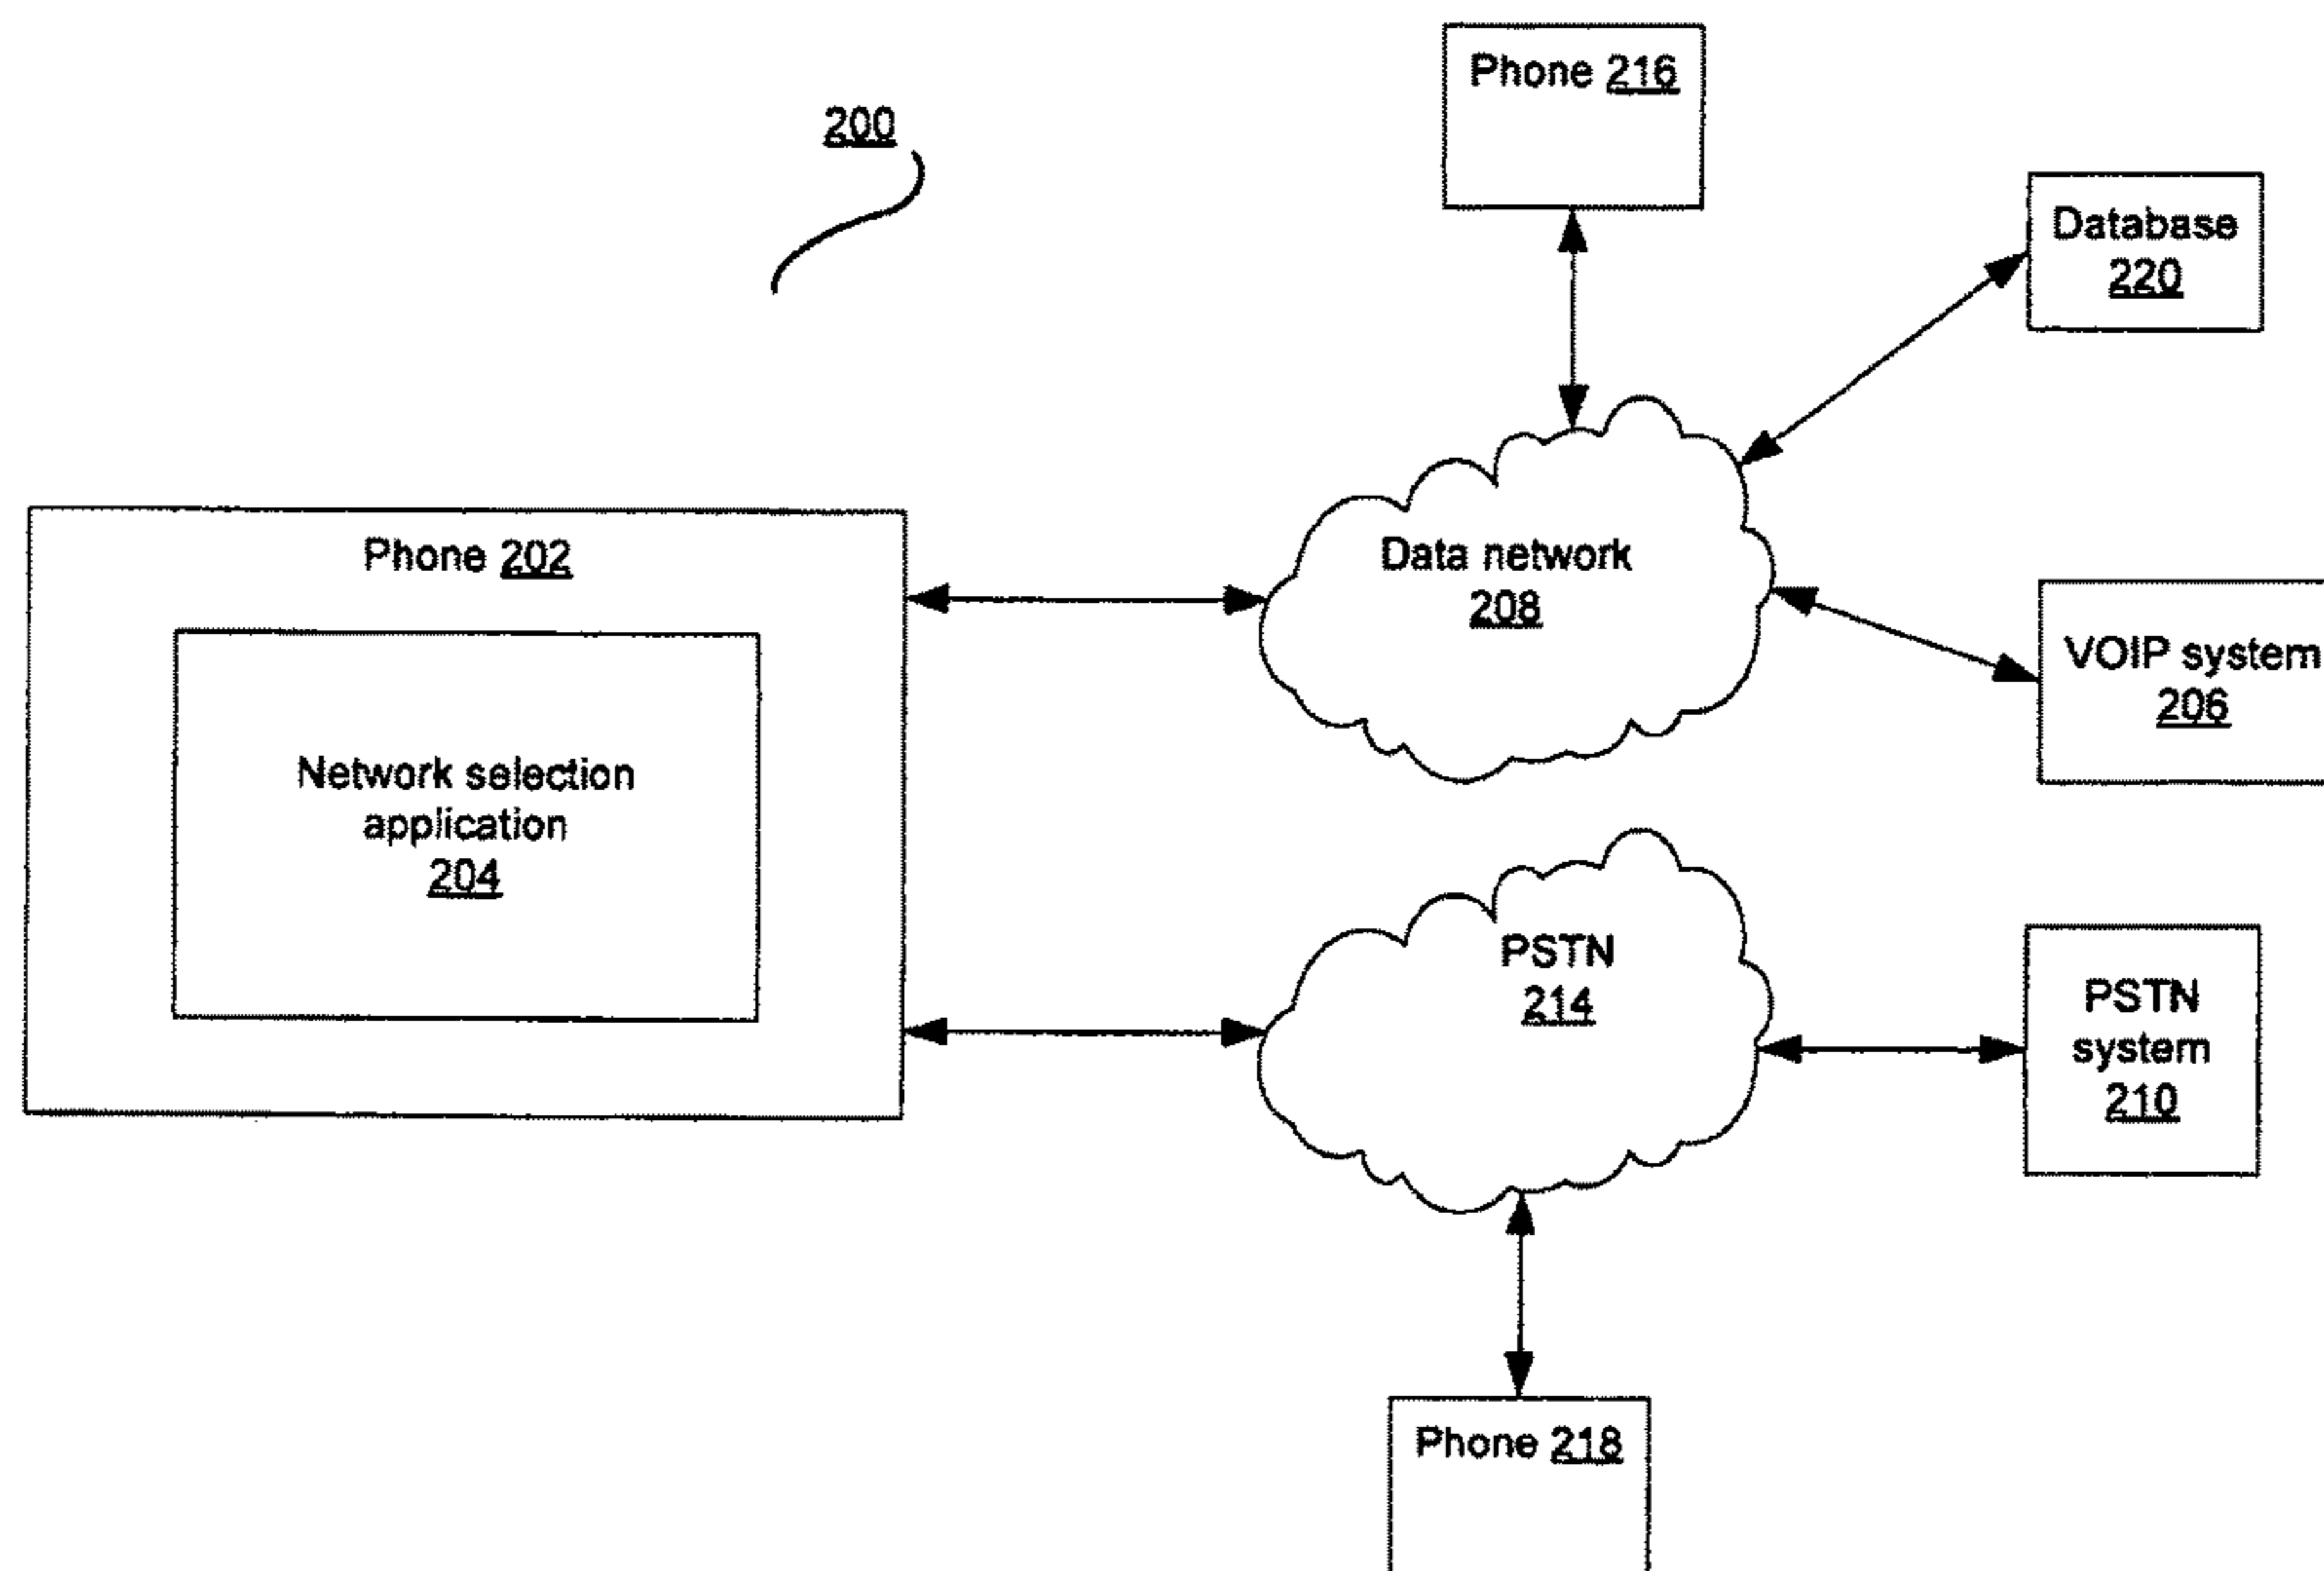 200
Phone 216
Database
220
Phone 202
Data network
208
VOIP system
206
Network selection
application
204
PSTN
214
PSTN
system
210
Phone 218